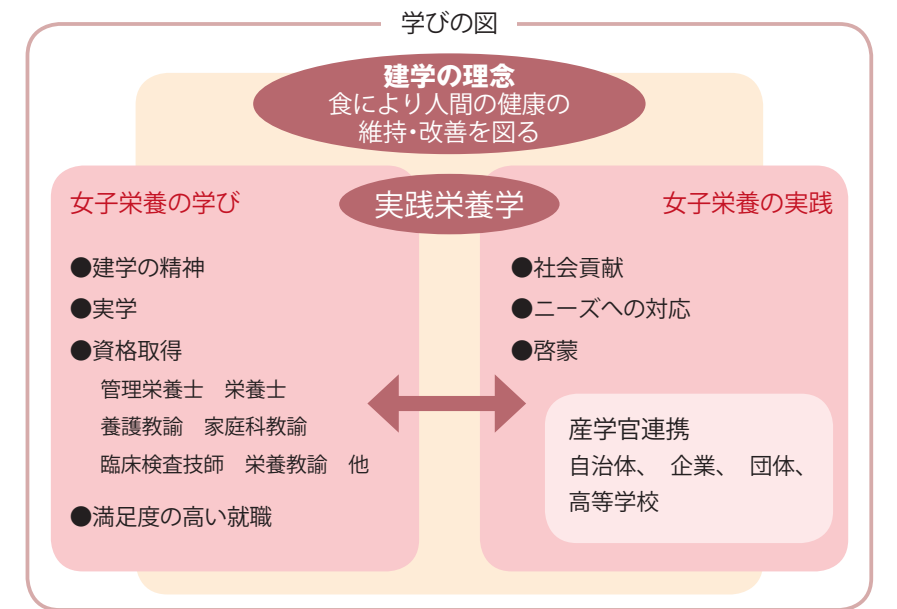 学びの図
建学の理念
食により人間の健康の
維持・改善を図る
実践栄養学
女子栄養の学び
●建学の精神
●実学
●資格取得
管理栄養士　栄養士
養護教諭　家庭科教諭
臨床検査技師　栄養教諭　他
●満足度の高い就職
女子栄養の実践
●社会貢献
●ニーズへの対応
●啓蒙
産学官連携
自治体、　企業、　団体、
高等学校